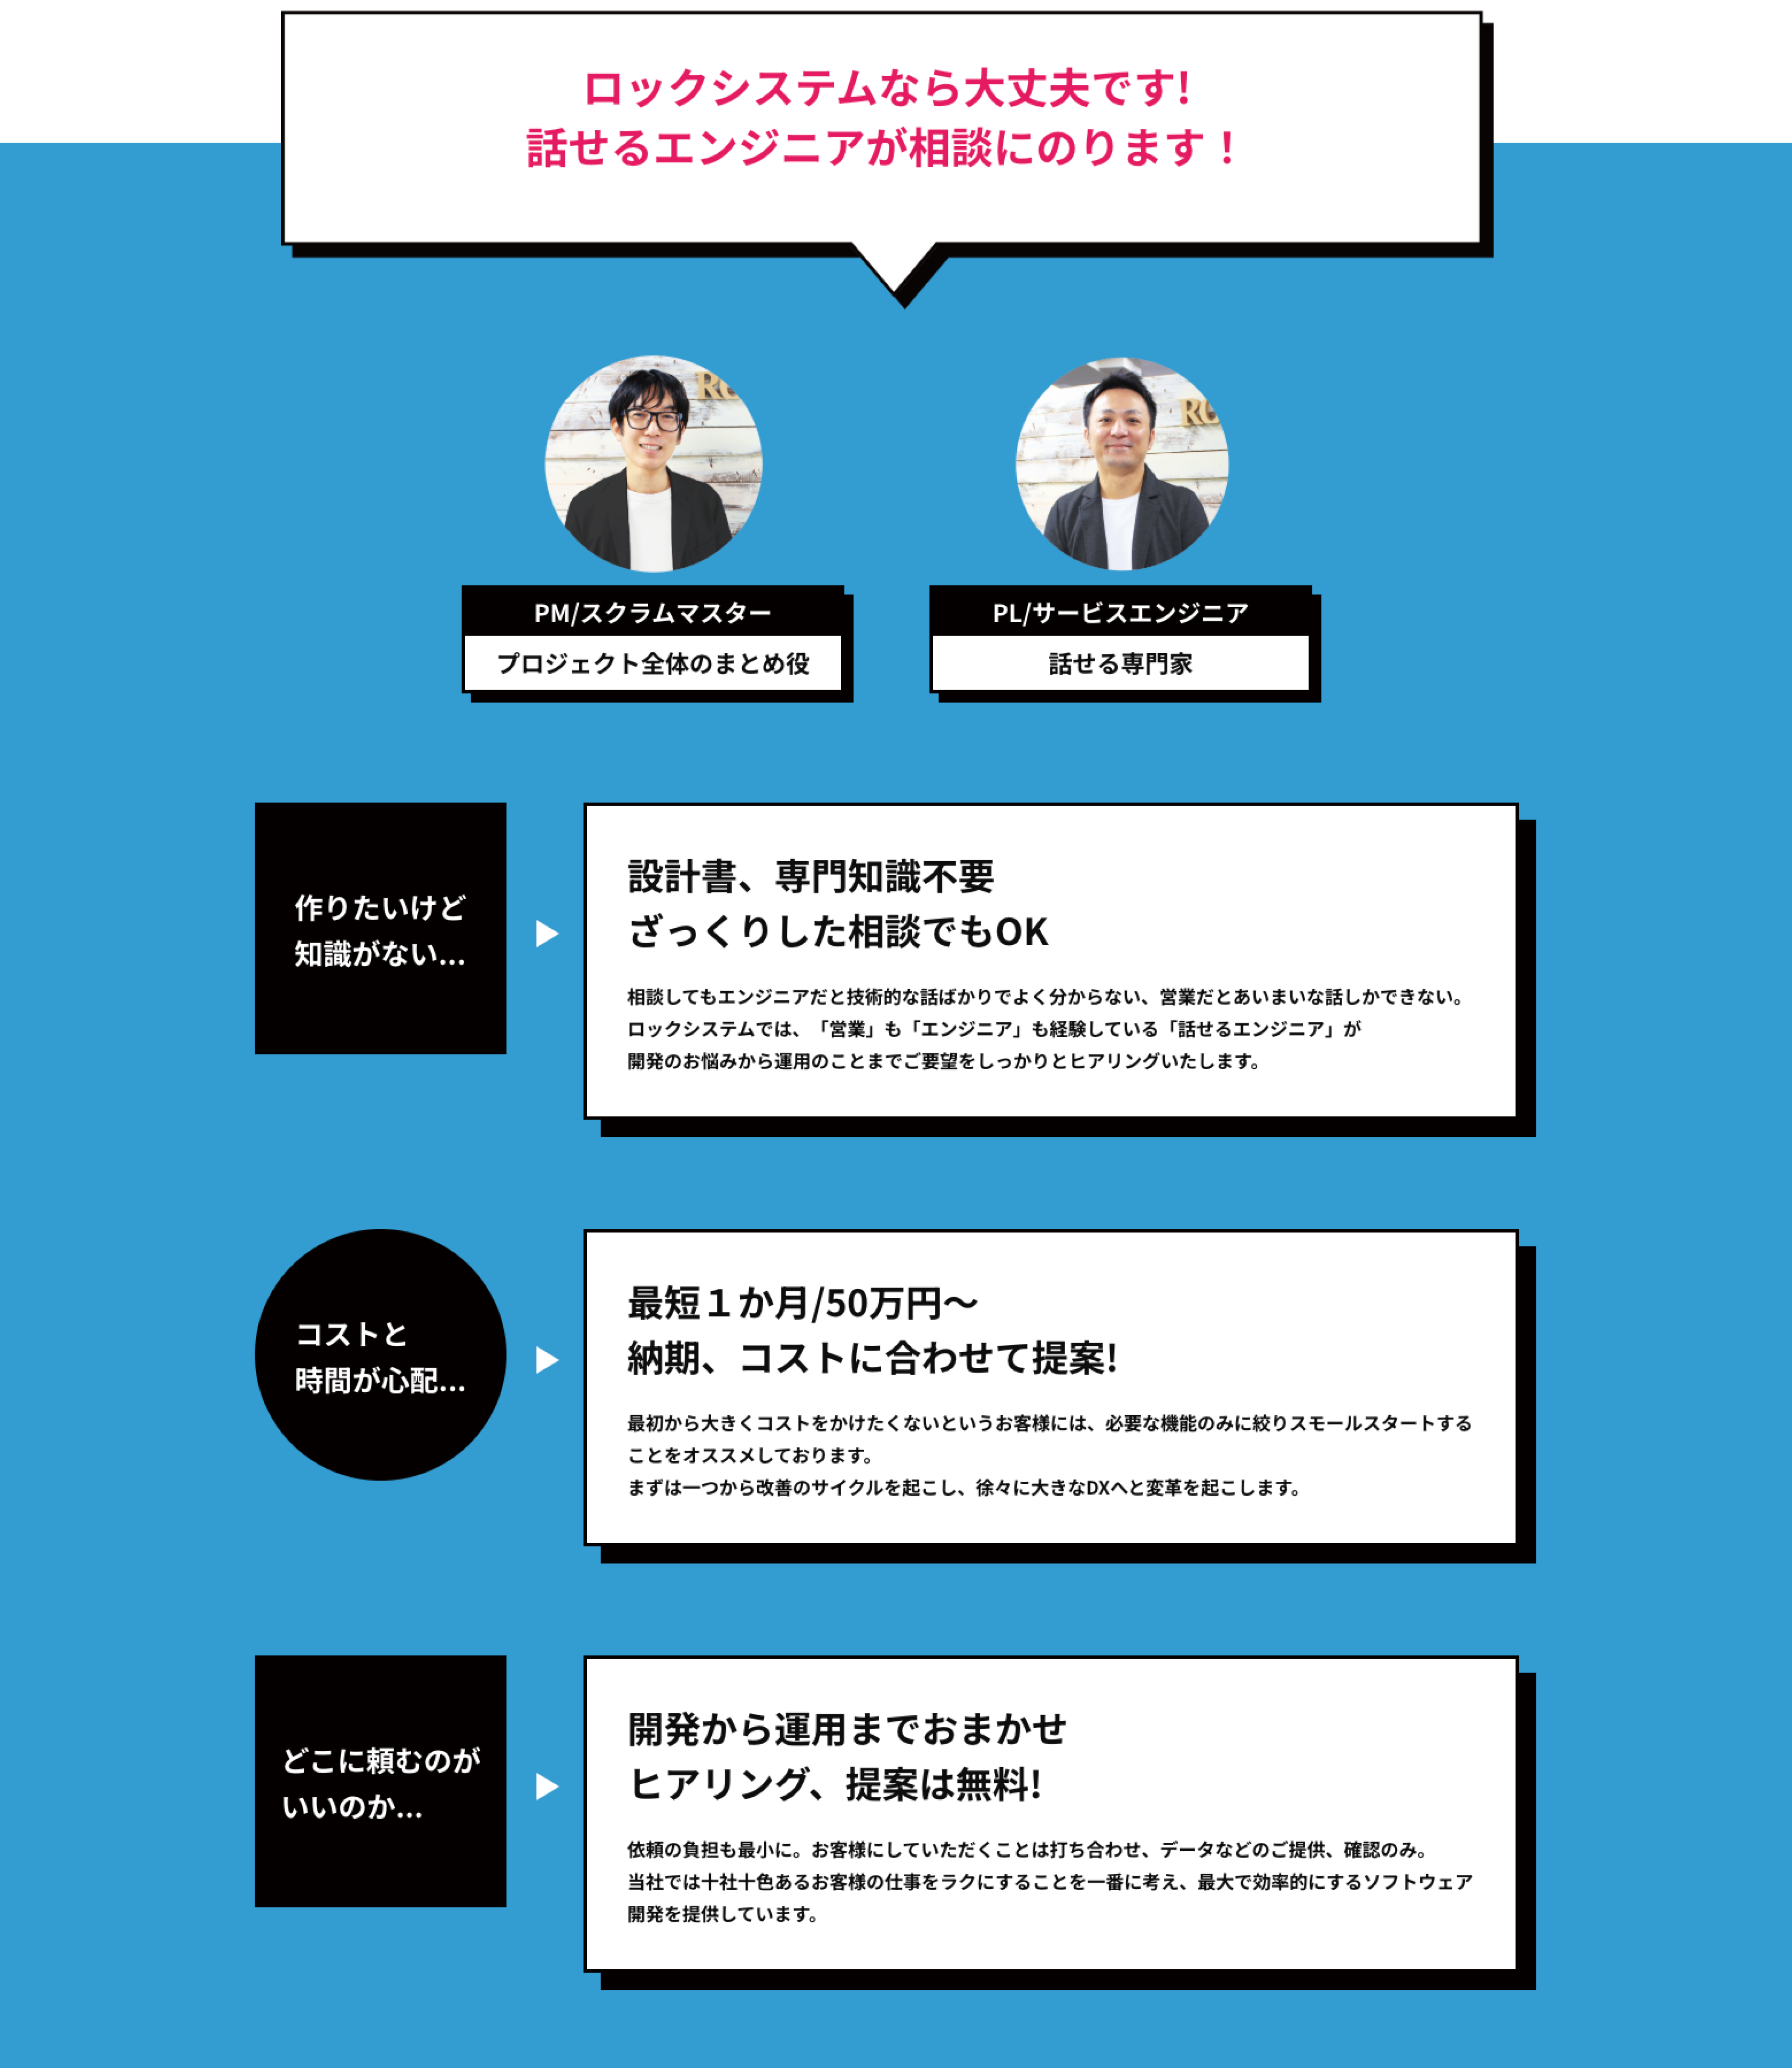 ロックシステムなら大丈夫です!
話せるエンジニアが相談にのります！
PM/スクラムマスター
プロジェクト全体のまとめ役
PL/サービスエンジニア
話せる専門家
作りたいけど
知識がない...
設計書、専門知識不要
ざっくりした相談でもOK
相談してもエンジニアだと技術的な話ばかりでよく分からない、営業だとあいまいな話しかできない。
ロックシステムでは、「営業」も「エンジニア」も経験している「話せるエンジニア」が
開発のお悩みから運用のことまでご要望をしっかりとヒアリングいたします。
コストと
時間が心配...
最短１か月/50万円〜
納期、コストに合わせて提案!
最初から大きくコストをかけたくないというお客様には、必要な機能のみに絞りスモールスタートする
ことをオススメしております。
まずは一つから改善のサイクルを起こし、徐々に大きなDXへと変革を起こします。
どこに頼むのが
いいのか...
開発から運用までおまかせ
ヒアリング、提案は無料!
依頼の負担も最小に。お客様にしていただくことは打ち合わせ、データなどのご提供、確認のみ。
当社では十社十色あるお客様の仕事をラクにすることを一番に考え、最大で効率的にするソフトウェア
開発を提供しています。